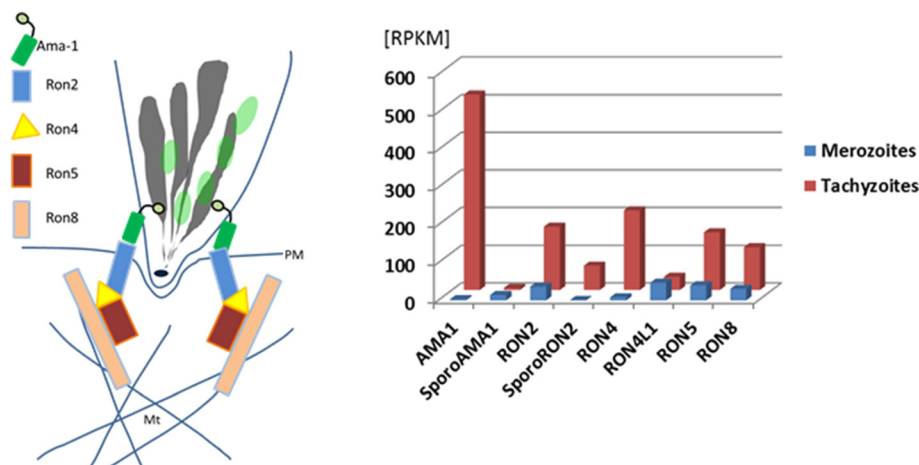 Ama-1
Ron2
Ron4
Ron5
Ron8
PM
Mt
[RPKM]
600
500
400
300
200
100
0
AMA1
SporoAMA1
RON2
SporoRON2
RON4
RON4L1
RON5
RON8
Merozoites
Tachyzoites